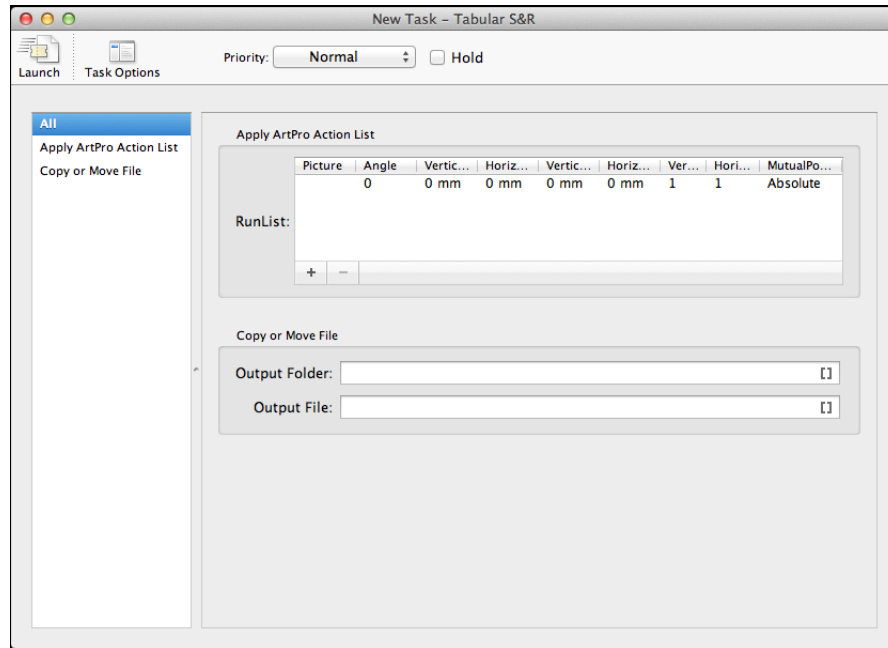 New Task – Tabular S&R
Launch Task Options Priority: Normal Hold
All
Apply ArtPro Action List
Copy or Move File
Apply ArtPro Action List
Picture Angle Vertic... Horiz... Vertic... Horiz... Ver... Hori... MutualPo...
0 0 mm 0 mm 0 mm 0 mm 1 1 Absolute
RunList:
+ −
Copy or Move File
Output Folder: []
Output File: []